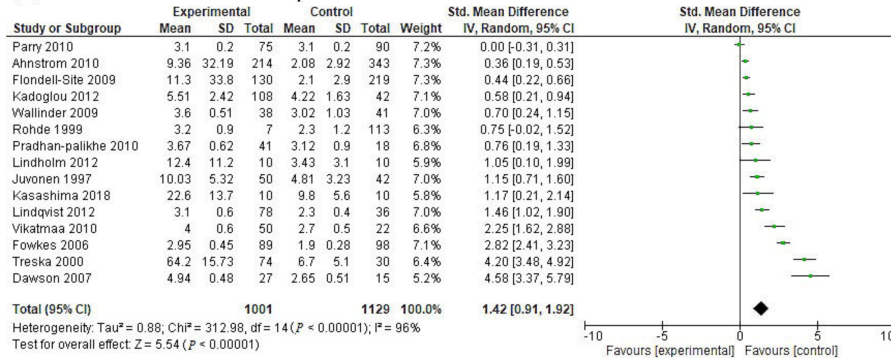 Experimental Control Std. Mean Difference Std. Mean Difference
Study or Subgroup Mean SD Total Mean SD Total Weight IV, Random, 95% CI IV, Random, 95% CI
Parry 2010 3.1 0.2 75 3.1 0.2 90 7.2% 0.00 [-0.31, 0.31]
Ahnstrom 2010 9.36 32.19 214 2.08 2.92 343 7.4% 0.36 [0.19, 0.53]
Flondell-Site 2009 11.3 33.8 130 2.1 2.9 219 7.3% 0.44 [0.22, 0.66]
Kadoglou 2012 5.51 2.42 108 4.22 1.63 42 7.1% 0.58 [0.21, 0.94]
Wallinder 2009 3.6 0.51 38 3.02 1.03 41 7.0% 0.70 [0.24, 1.15]
Rohde 1999 3.2 0.9 7 2.3 1.2 113 6.3% 0.75 [-0.02, 1.52]
Pradhan-palikhe 2010 3.67 0.62 41 3.12 0.9 18 6.7% 0.76 [0.19, 1.33]
Lindholm 2012 12.4 11.2 10 3.43 3.1 10 5.9% 1.05 [0.10, 1.99]
Juvonen 1997 10.03 5.32 50 4.81 3.23 42 7.0% 1.15 [0.71, 1.60]
Kasashima 2018 22.6 13.7 10 9.8 5.6 10 5.8% 1.17 [0.21, 2.14]
Lindqvist 2012 3.1 0.6 78 2.3 0.4 36 7.0% 1.46 [1.02, 1.90]
Vikatmaa 2010 4 0.6 50 2.7 0.5 22 6.6% 2.25 [1.62, 2.88]
Fowkes 2006 2.95 0.45 89 1.9 0.28 98 7.0% 2.82 [2.41, 3.23]
Treska 2000 64.2 15.73 74 6.7 5.1 30 6.4% 4.20 [3.48, 4.92]
Dawson 2007 4.94 0.48 27 2.65 0.51 15 5.2% 4.58 [3.37, 5.79]
Total (95% CI) 1001 1129 100.0% 1.42 [0.91, 1.92]
Heterogeneity: Tau² = 0.88; Chi² = 312.98, df = 14 (P < 0.00001); I² = 96%
Test for overall effect: Z = 5.54 (P < 0.00001)
-10 -5 0 5 10
Favours [experimental] Favours [control]